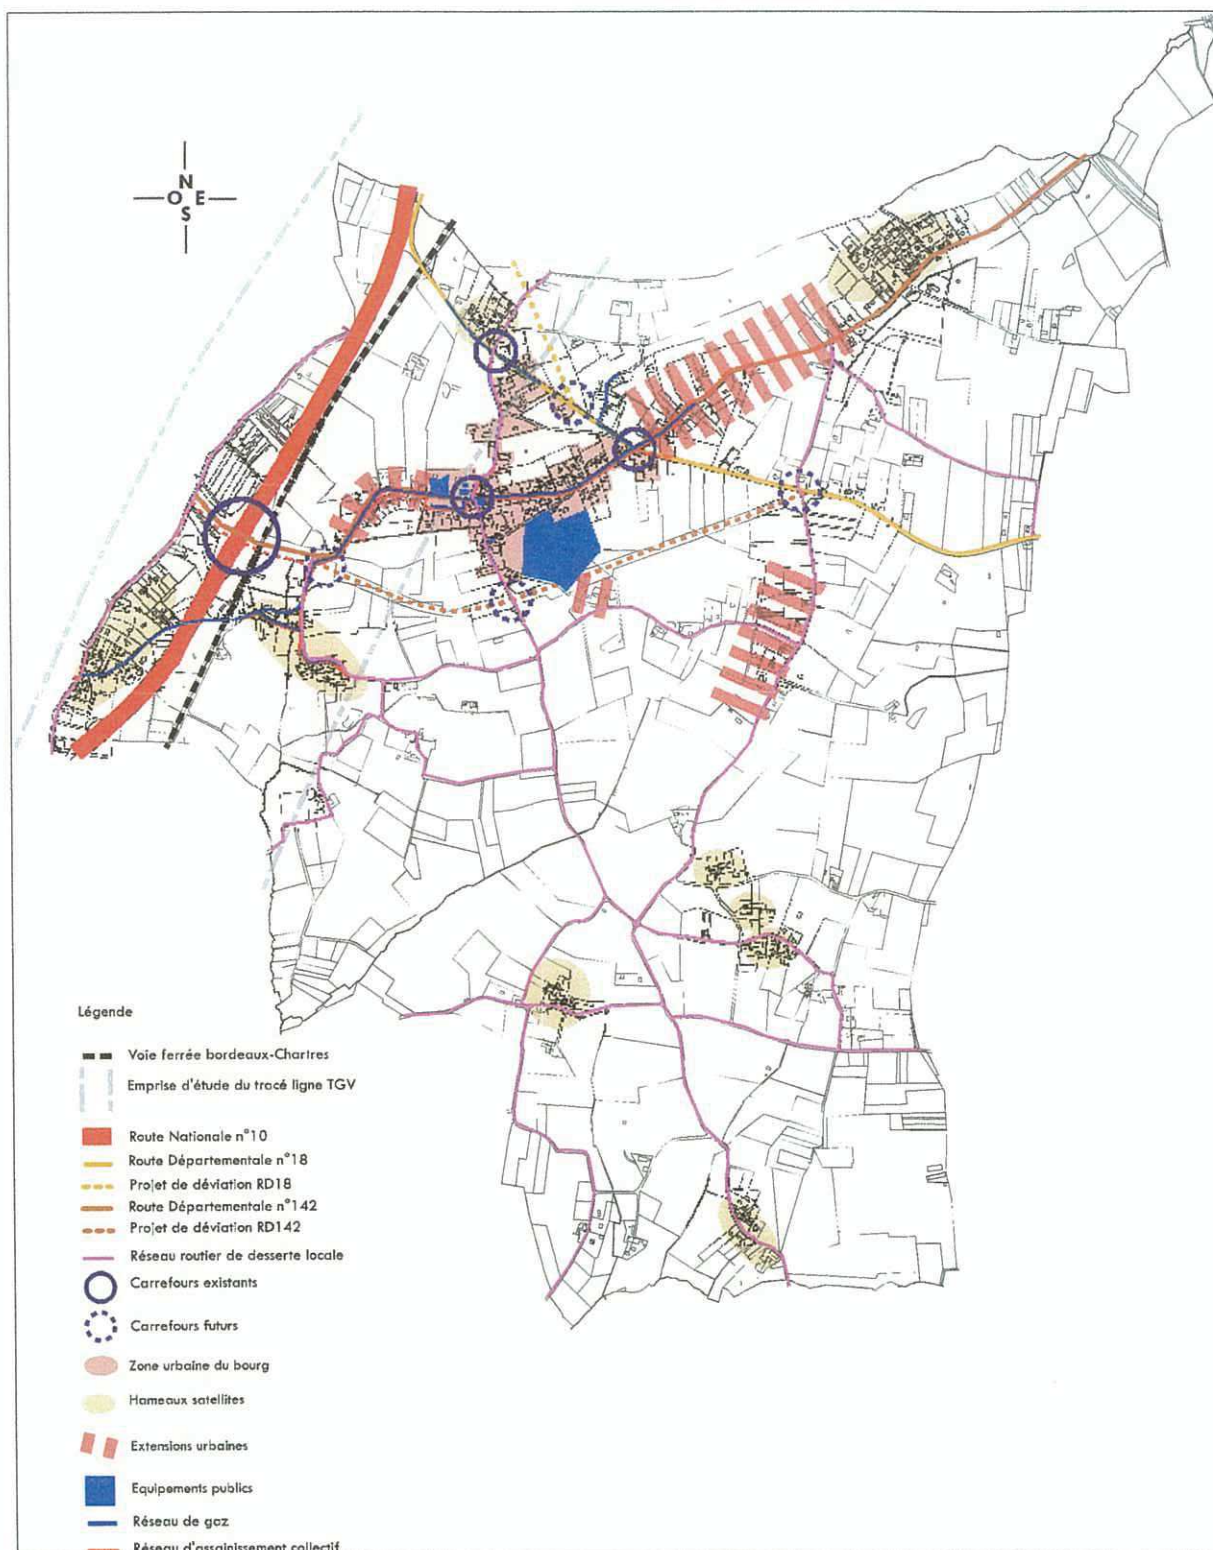 N
O E
S
Légende
Voie ferrée bordeaux-Chartres
Emprise d'étude du tracé ligne TGV
Route Nationale n°10
Route Départementale n°18
Projet de déviation RD18
Route Départementale n°142
Projet de déviation RD142
Réseau routier de desserte locale
Carrefours existants
Carrefours futurs
Zone urbaine du bourg
Hameaux satellites
Extensions urbaines
Equipements publics
Réseau de gaz
Réseau d'assainissement collectif